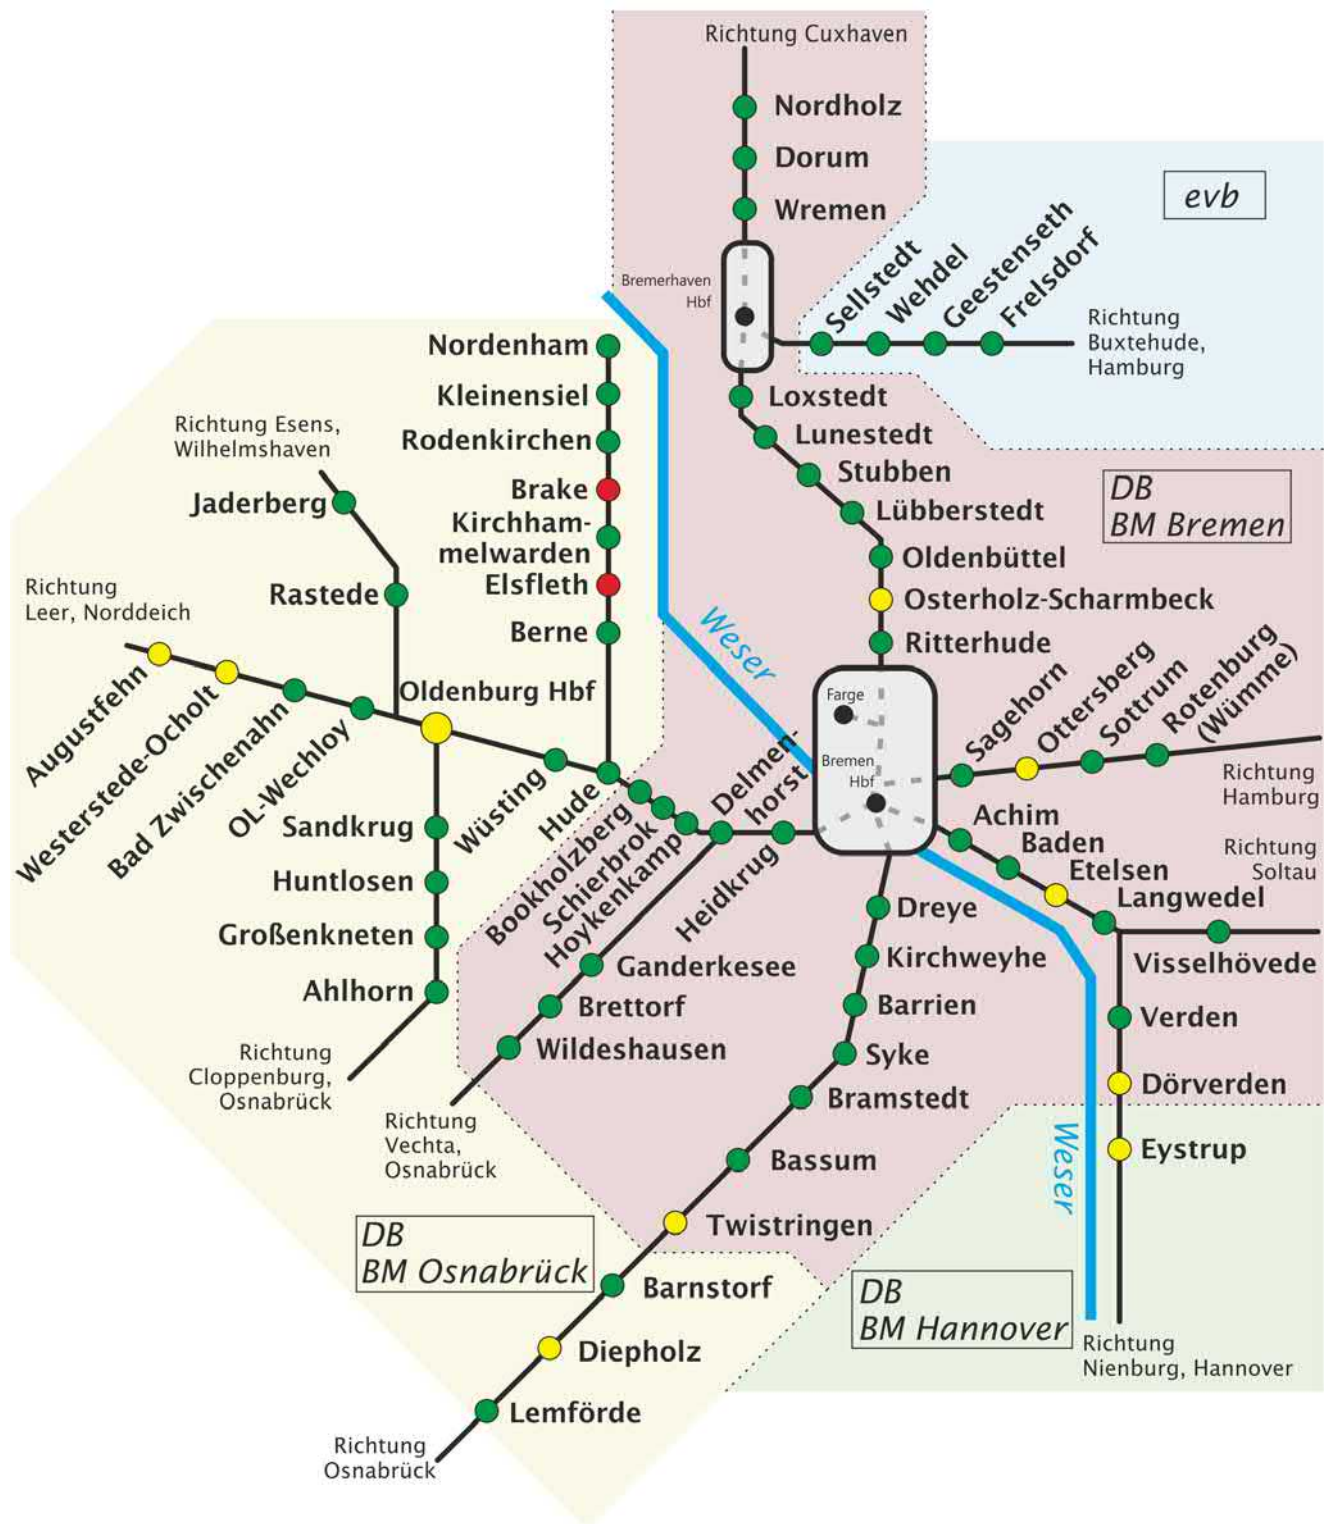 Richtung Cuxhaven
Nordholz
Dorum
Wremen
evb
Bremerhaven
Hbf
Sellstedt
Wehdel
Geestenseth
Frelsdorf
Richtung
Buxtehude,
Hamburg
Nordenham
Kleinensiel
Rodenkirchen
Brake
Kirchham-
melwarden
Elsfleth
Berne
Richtung Esens,
Wilhelmshaven
Jaderberg
Rastede
Richtung
Leer, Norddeich
Augustfehn
Westerstede-Ocholt
Bad Zwischenahn
OL-Wechloy
Oldenburg Hbf
Wüsting
Hude
Bookholzberg
Schierbrok
Hoykenkamp
Delmen-
horst
Heidkrug
Loxstedt
Lunestedt
Stubben
Lübberstedt
Oldenbüttel
Osterholz-Scharmbeck
Ritterhude
DB
BM Bremen
Weser
Farge
Bremen
Hbf
Sagehorn
Ottersberg
Sottrum
Rotenburg
(Wümme)
Richtung
Hamburg
Achim
Baden
Etelsen
Langwedel
Richtung
Soltau
Visselhövede
Verden
Dörverden
Eystrup
Weser
Richtung
Nienburg, Hannover
Sandkrug
Huntlosen
Großenkneten
Ahlhorn
Richtung
Cloppenburg,
Osnabrück
Ganderkesee
Brettorf
Wildeshausen
Richtung
Vechta,
Osnabrück
Dreye
Kirchweyhe
Barrien
Syke
Bramstedt
Bassum
Twistringen
Barnstorf
Diepholz
Lemförde
Richtung
Osnabrück
DB
BM Osnabrück
DB
BM Hannover